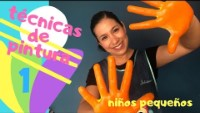 técnicas
de
pintura
1
niños pequeños